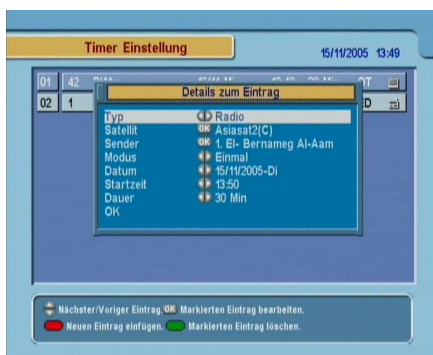 Timer Einstellung
15/11/2005 13:49
01 42
Details zum Eintrag
02 1
Typ Radio
Satellit OK Asiasat2(C)
Sender OK 1. El- Bernameg Al-Aam
Modus Einmal
Datum 15/11/2005-Di
Startzeit 13:50
Dauer 30 Min
OK
Nächster/Voriger Eintrag. OK Markierten Eintrag bearbeiten.
Neuen Eintrag einfügen. Markierten Eintrag löschen.